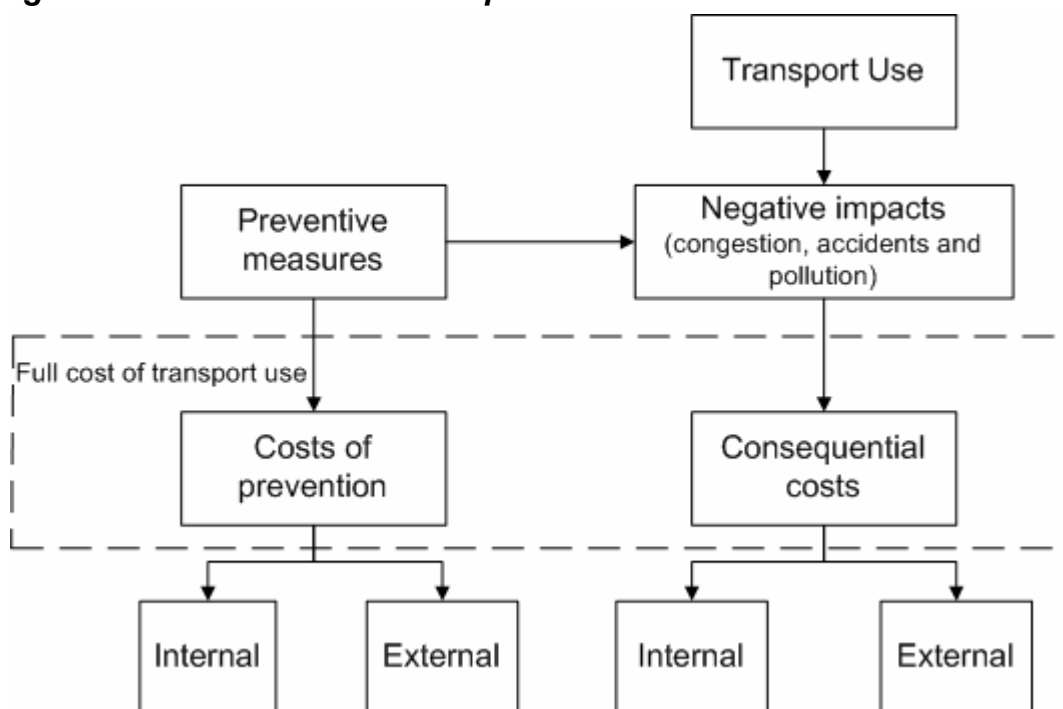 Transport Use
Preventive
measures
Negative impacts
(congestion, accidents and
pollution)
Full cost of transport use
Costs of
prevention
Consequential
costs
Internal
External
Internal
External